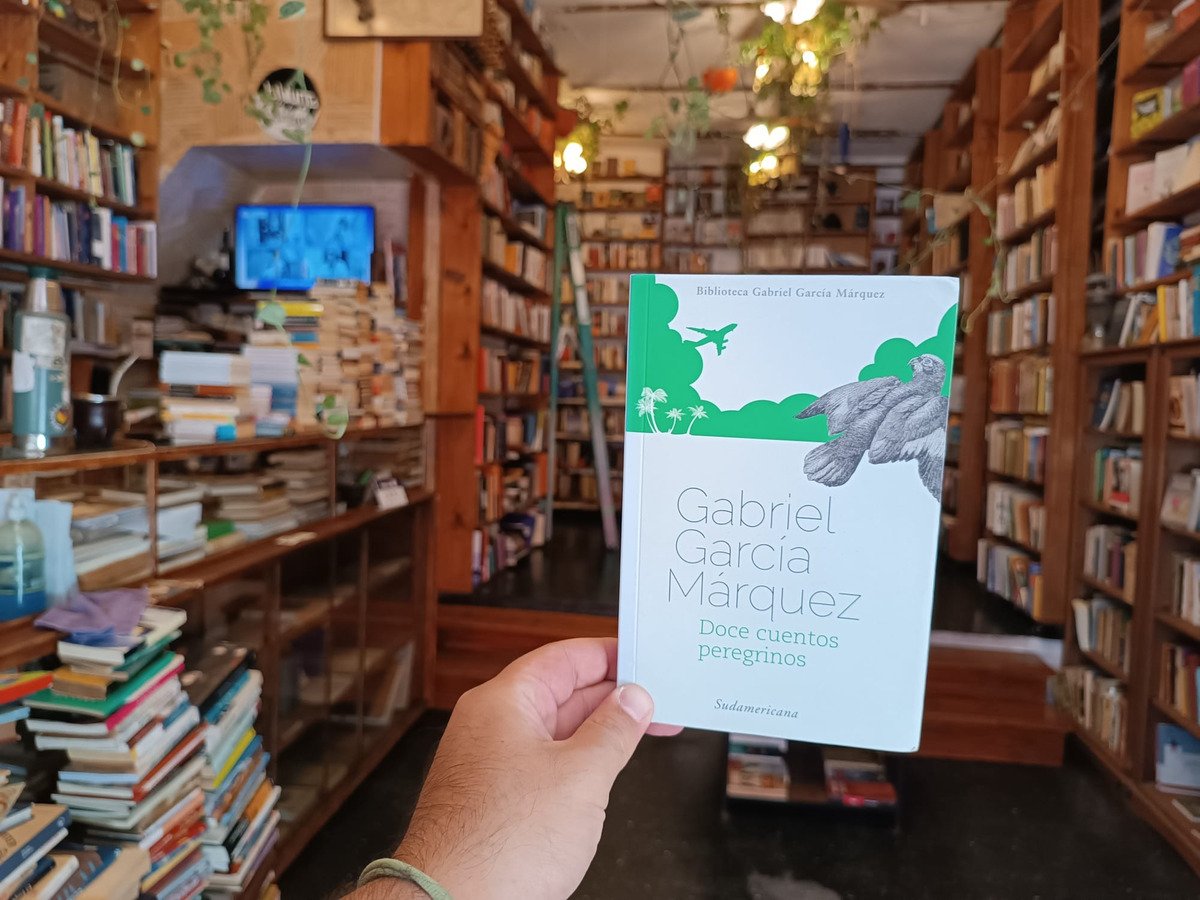 Biblioteca Gabriel García Márquez
Gabriel
García
Márquez
Doce cuentos
peregrinos
Sudamericana